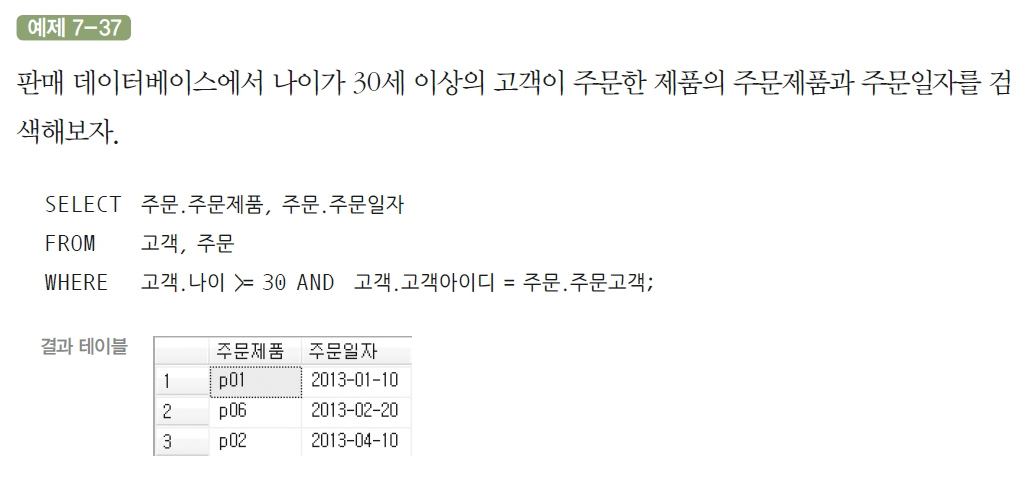 예제 7-37
판매 데이터베이스에서 나이가 30세 이상의 고객이 주문한 제품의 주문제품과 주문일자를 검
색해보자.
SELECT 주문.주문제품, 주문.주문일자
FROM 고객, 주문
WHERE 고객.나이 >= 30 AND 고객.고객아이디 = 주문.주문고객;
결과 테이블
주문제품 주문일자
1 p01 2013-01-10
2 p06 2013-02-20
3 p02 2013-04-10